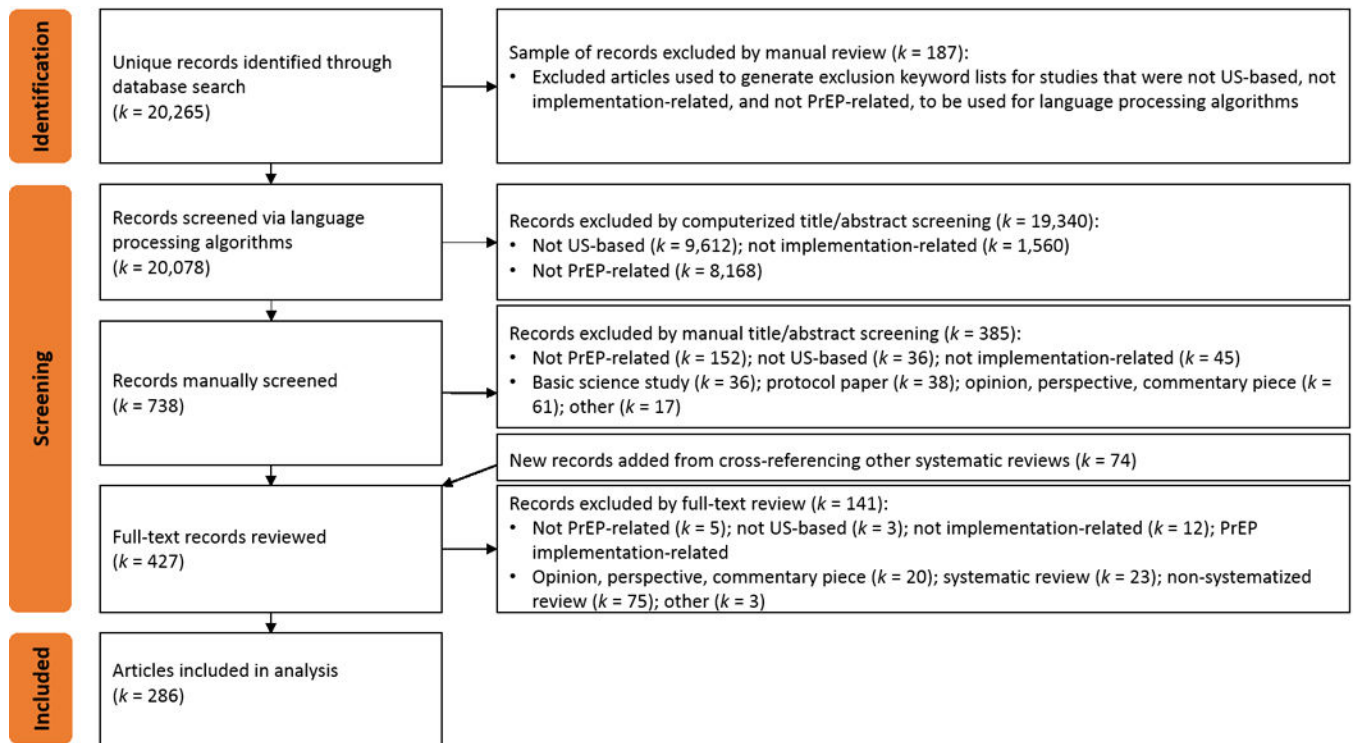 Identification
Unique records identified through
database search
(k = 20,265)
Sample of records excluded by manual review (k = 187):
• Excluded articles used to generate exclusion keyword lists for studies that were not US-based, not
implementation-related, and not PrEP-related, to be used for language processing algorithms
Screening
Records screened via language
processing algorithms
(k = 20,078)
Records excluded by computerized title/abstract screening (k = 19,340):
• Not US-based (k = 9,612); not implementation-related (k = 1,560)
• Not PrEP-related (k = 8,168)
Records manually screened
(k = 738)
Records excluded by manual title/abstract screening (k = 385):
• Not PrEP-related (k = 152); not US-based (k = 36); not implementation-related (k = 45)
• Basic science study (k = 36); protocol paper (k = 38); opinion, perspective, commentary piece (k =
61); other (k = 17)
New records added from cross-referencing other systematic reviews (k = 74)
Full-text records reviewed
(k = 427)
Records excluded by full-text review (k = 141):
• Not PrEP-related (k = 5); not US-based (k = 3); not implementation-related (k = 12); PrEP
implementation-related
• Opinion, perspective, commentary piece (k = 20); systematic review (k = 23); non-systematized
review (k = 75); other (k = 3)
Included
Articles included in analysis
(k = 286)